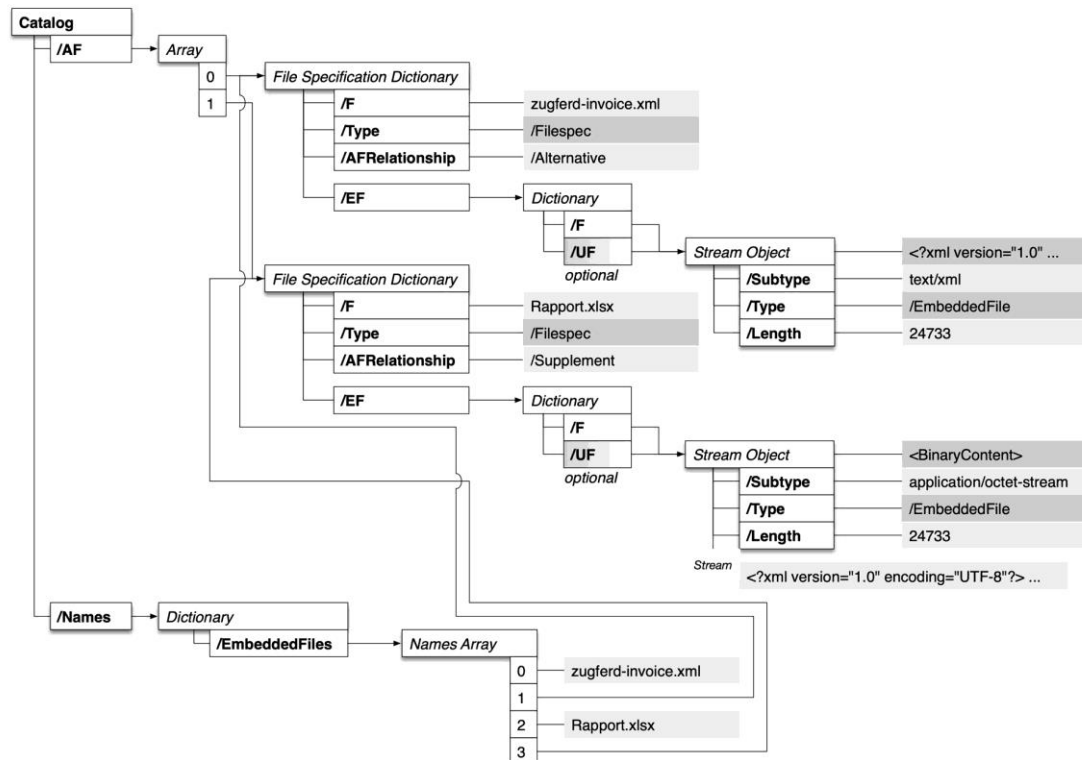 Catalog
/AF
Array
0
1
File Specification Dictionary
/F
zugferd-invoice.xml
/Type
/Filespec
/AFRelationship
/Alternative
/EF
Dictionary
/F
/UF
optional
Stream Object
<?xml version="1.0" ...
/Subtype
text/xml
/Type
/EmbeddedFile
/Length
24733
File Specification Dictionary
/F
Rapport.xlsx
/Type
/Filespec
/AFRelationship
/Supplement
/EF
Dictionary
/F
/UF
optional
Stream Object
<BinaryContent>
/Subtype
application/octet-stream
/Type
/EmbeddedFile
/Length
24733
Stream
<?xml version="1.0" encoding="UTF-8"?> ...
/Names
Dictionary
/EmbeddedFiles
Names Array
0
zugferd-invoice.xml
1
2
Rapport.xlsx
3